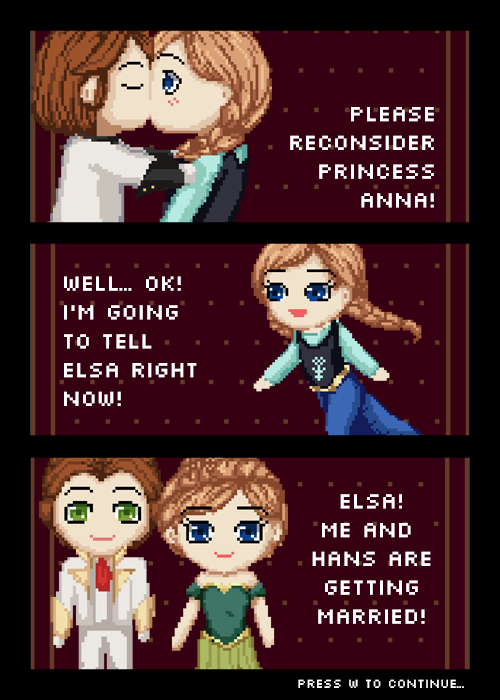 PLEASE
RECONSIDER
PRINCESS
ANNA!
WELL... OK!
I'M GOING
TO TELL
ELSA RIGHT
NOW!
ELSA!
ME AND
HANS ARE
GETTING
MARRIED!
PRESS W TO CONTINUE...